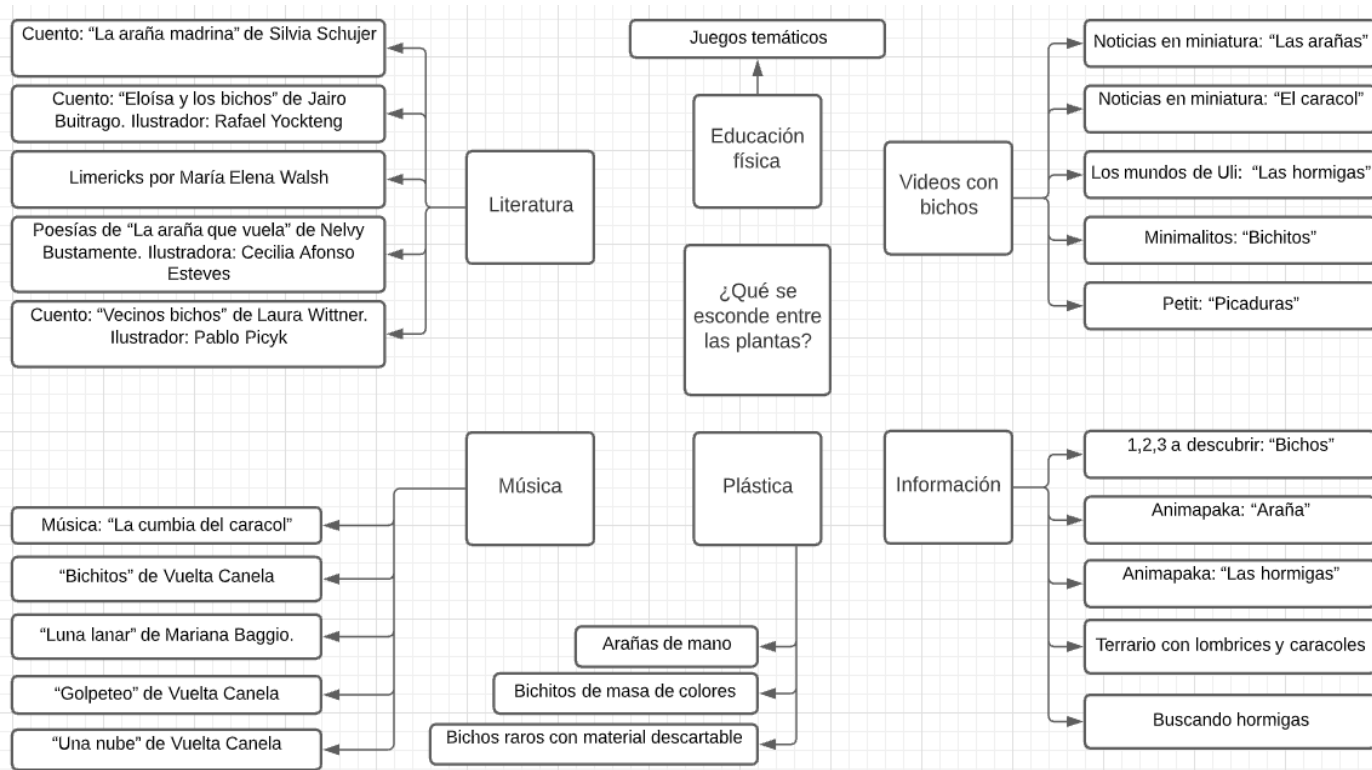 Cuento: “La araña madrina” de Silvia Schujer
Cuento: “Eloísa y los bichos” de Jairo
Buitrago. Ilustrador: Rafael Yockteng
Limericks por María Elena Walsh
Poesías de “La araña que vuela” de Nelvy
Bustamente. Ilustradora: Cecilia Afonso
Esteves
Cuento: “Vecinos bichos” de Laura Wittner.
Ilustrador: Pablo Picyk
Literatura
Juegos temáticos
Educación
física
¿Qué se
esconde entre
las plantas?
Videos con
bichos
Noticias en miniatura: “Las arañas”
Noticias en miniatura: “El caracol”
Los mundos de Uli: “Las hormigas”
Minimalitos: “Bichitos”
Petit: “Picaduras”
Música
Música: “La cumbia del caracol”
“Bichitos” de Vuelta Canela
“Luna lanar” de Mariana Baggio.
“Golpeteo” de Vuelta Canela
“Una nube” de Vuelta Canela
Plástica
Arañas de mano
Bichitos de masa de colores
Bichos raros con material descartable
Información
1,2,3 a descubrir: “Bichos”
Animapaka: “Araña”
Animapaka: “Las hormigas”
Terrario con lombrices y caracoles
Buscando hormigas